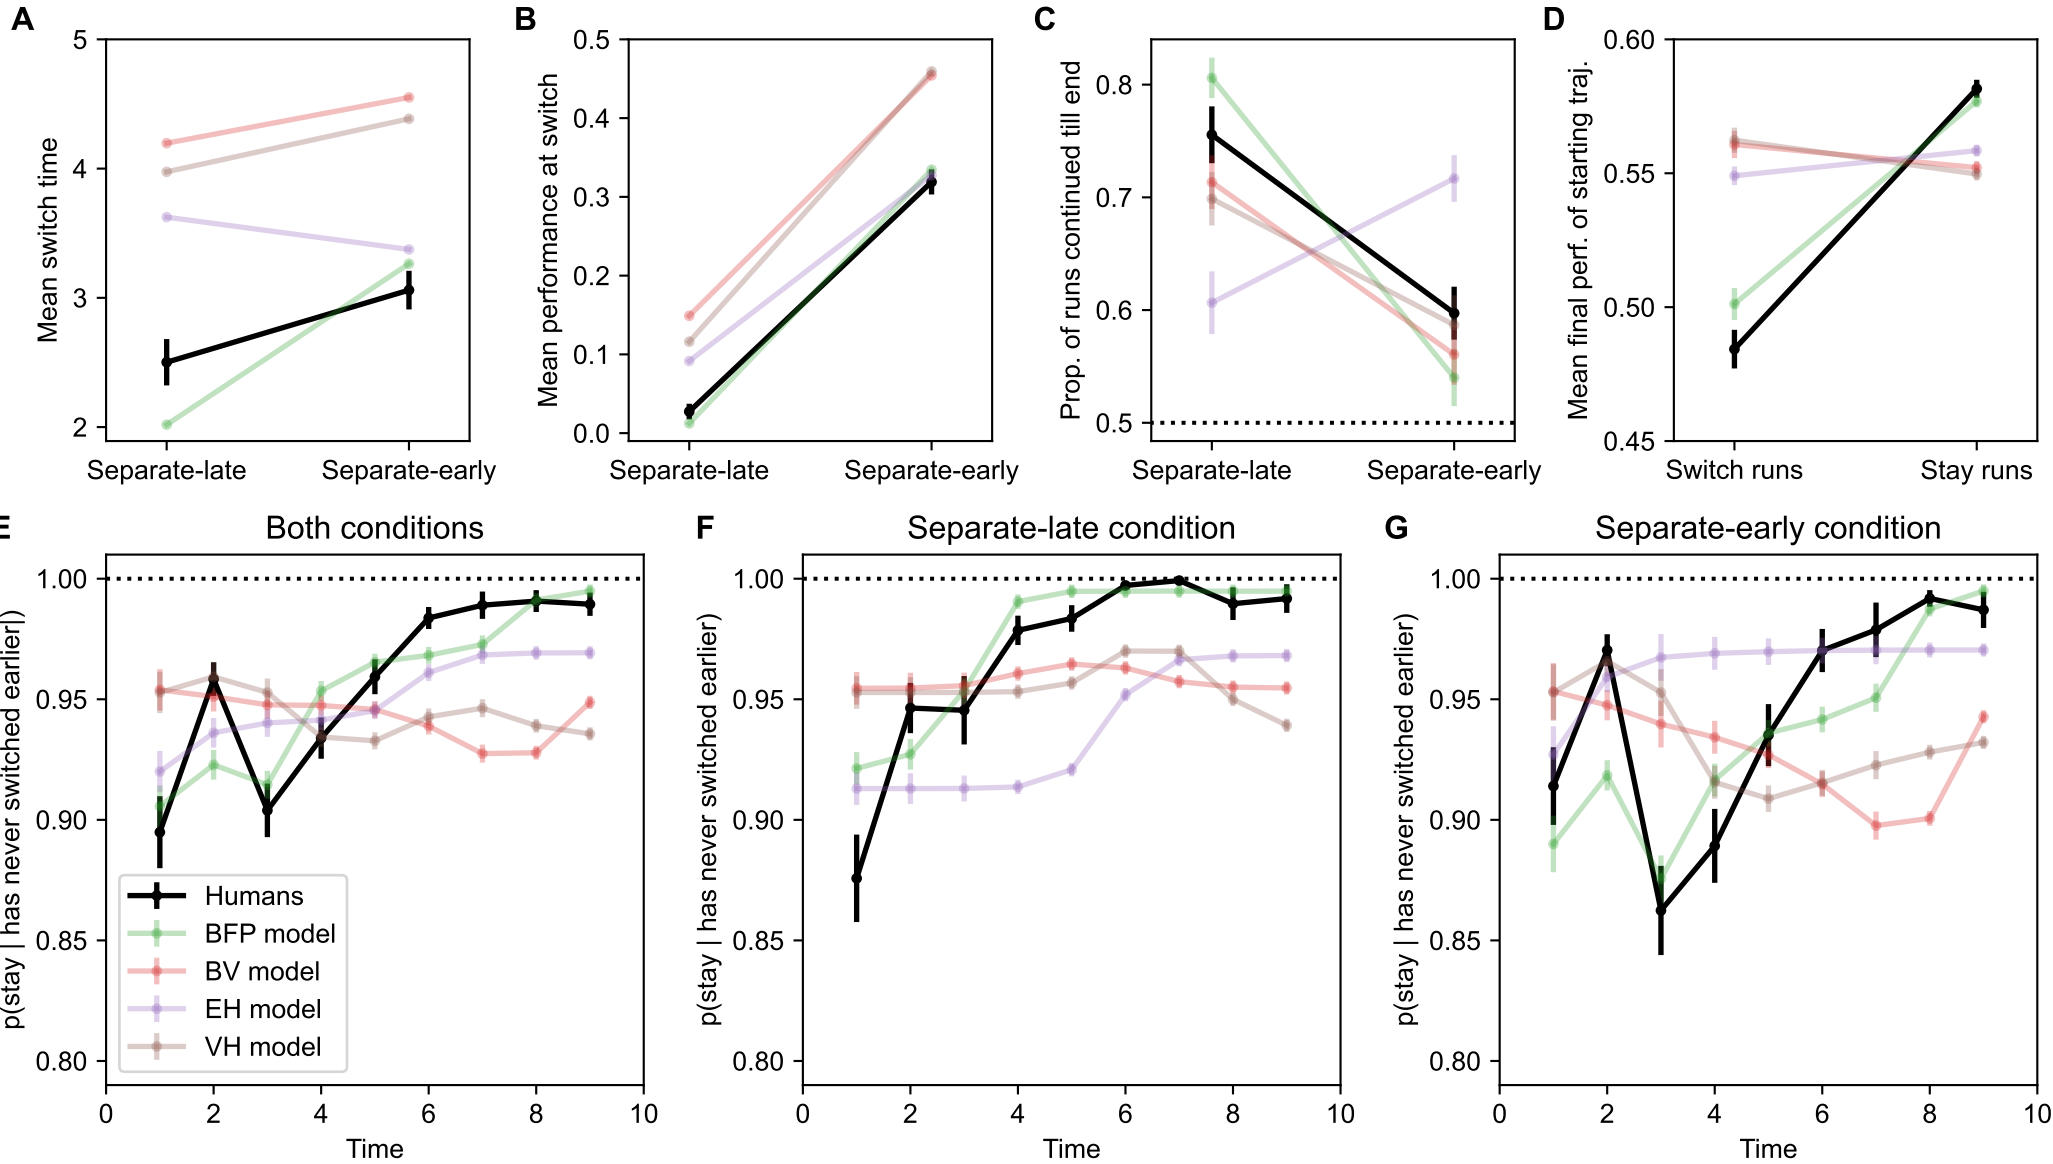 A
Mean switch time
5
4
3
2
Separate-late
Separate-early
B
Mean performance at switch
0.5
0.4
0.3
0.2
0.1
0.0
Separate-late
Separate-early
C
Prop. of runs continued till end
0.8
0.7
0.6
0.5
Separate-late
Separate-early
D
Mean final perf. of starting traj.
0.60
0.55
0.50
0.45
Switch runs
Stay runs
E
Both conditions
p(stay | has never switched earlier|)
1.00
0.95
0.90
0.85
0.80
Humans
BFP model
BV model
EH model
VH model
0 2 4 6 8 10
Time
F
Separate-late condition
p(stay | has never switched earlier)
1.00
0.95
0.90
0.85
0.80
0 2 4 6 8 10
Time
G
Separate-early condition
p(stay | has never switched earlier)
1.00
0.95
0.90
0.85
0.80
0 2 4 6 8 10
Time